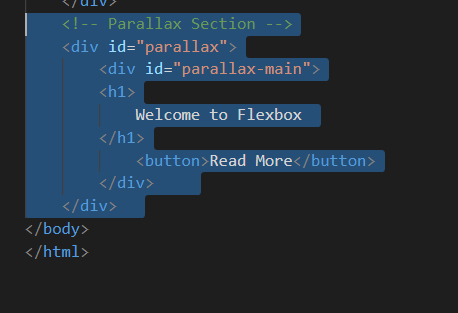 </div>
<!-- Parallax Section -->
<div id="parallax">
<div id="parallax-main">
<h1>
Welcome to Flexbox
</h1>
<button>Read More</button>
</div>
</div>
</body>
</html>